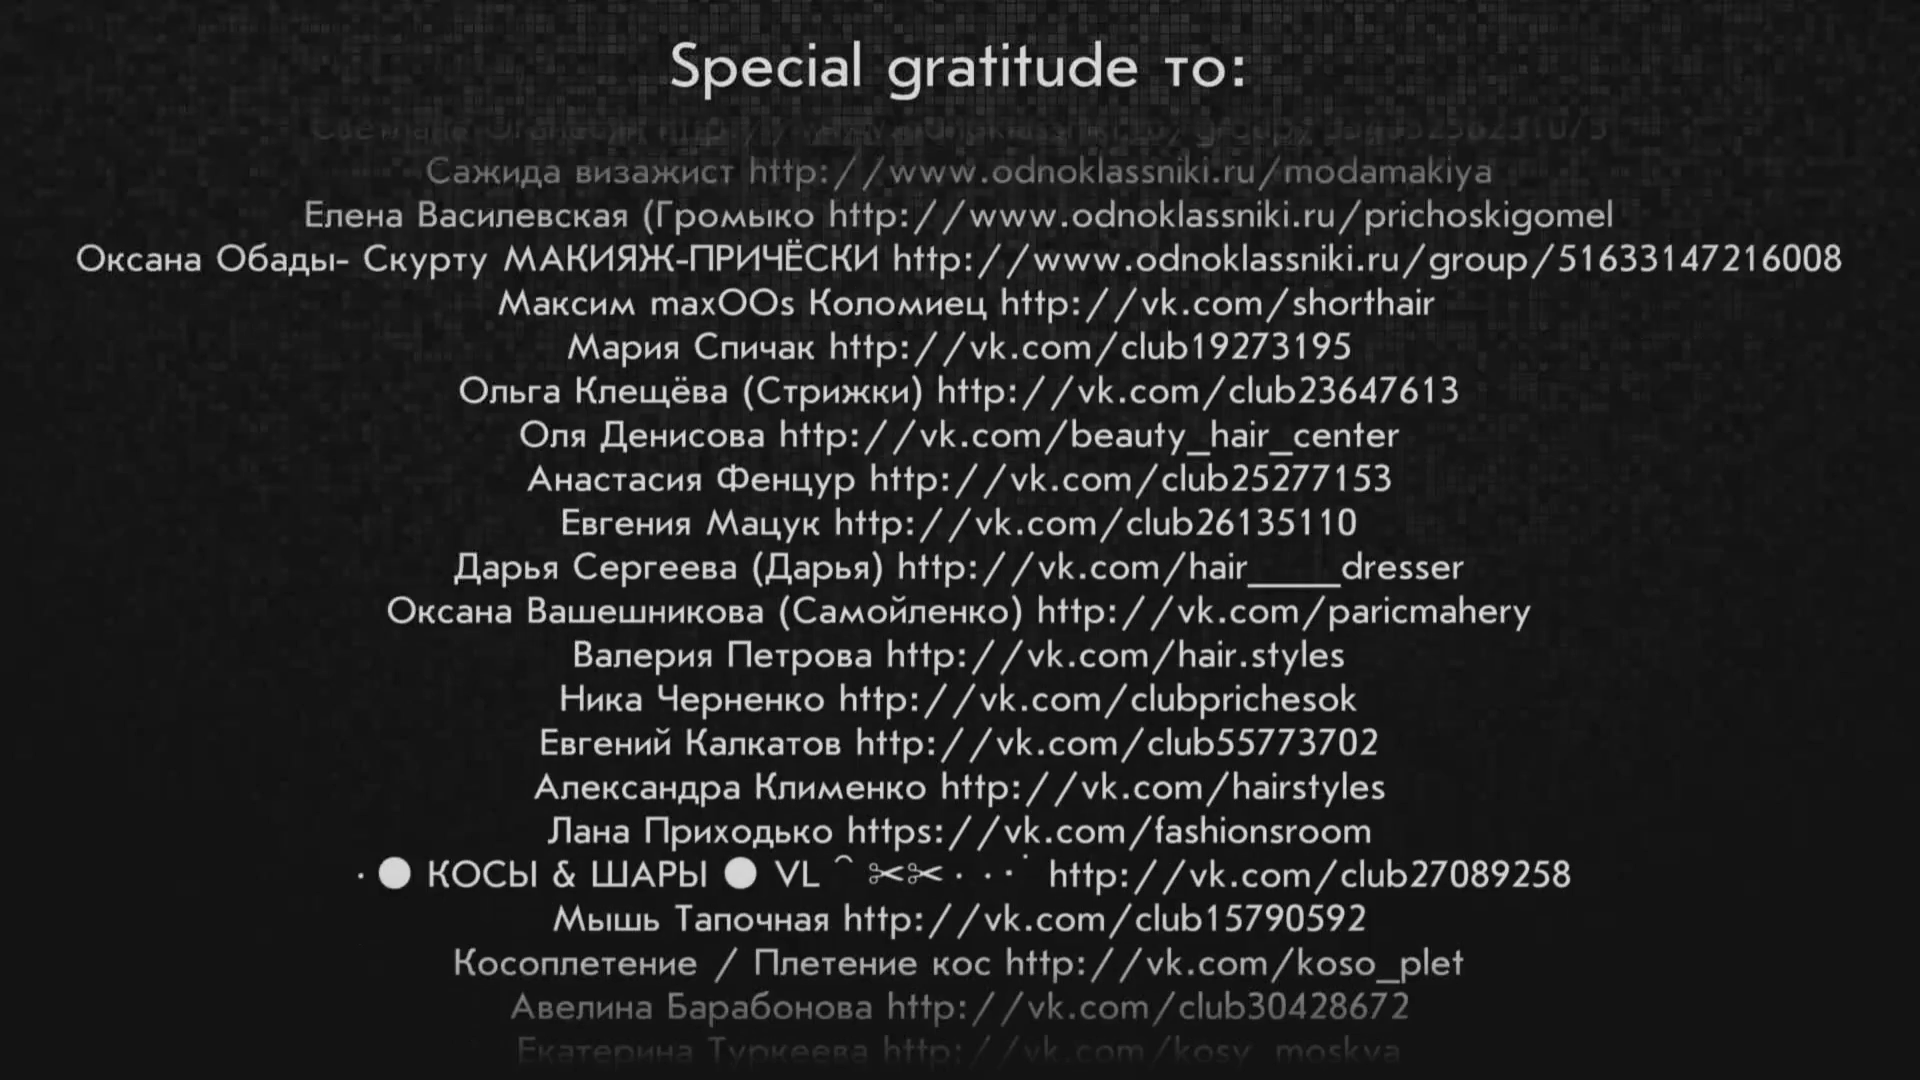 Special gratitude то:
Сажида визажист http://www.odnoklassniki.ru/modamakiya
Елена Василевская (Громыко http://www.odnoklassniki.ru/prichoskigomel
Оксана Обады- Скурту МАКИЯЖ-ПРИЧЁСКИ http://www.odnoklassniki.ru/group/51633147216008
Максим maxOOs Коломиец http://vk.com/shorthair
Мария Спичак http://vk.com/club19273195
Ольга Клещёва (Стрижки) http://vk.com/club23647613
Оля Денисова http://vk.com/beauty_hair_center
Анастасия Фенцур http://vk.com/club25277153
Евгения Мацук http://vk.com/club26135110
Дарья Сергеева (Дарья) http://vk.com/hair____dresser
Оксана Вашешникова (Самойленко) http://vk.com/paricmahery
Валерия Петрова http://vk.com/hair.styles
Ника Черненко http://vk.com/clubprichesok
Евгений Калкатов http://vk.com/club55773702
Александра Клименко http://vk.com/hairstyles
Лана Приходько https://vk.com/fashionsroom
· ● КОСЫ & ШАРЫ ● VL ⌒ ✂✂· · ·˙ http://vk.com/club27089258
Мышь Тапочная http://vk.com/club15790592
Косоплетение / Плетение кос http://vk.com/koso_plet
Авелина Барабонова http://vk.com/club30428672
Екатерина Туркеева http://vk.com/kosy_moskva